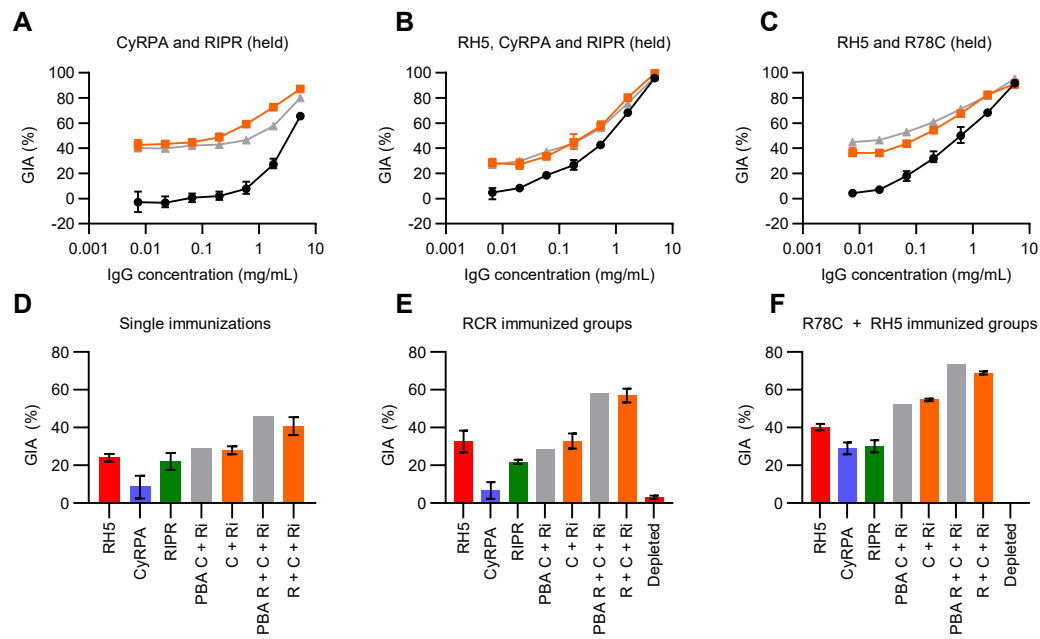 A
CyRPA and RIPR (held)
GIA (%)
100
80
60
40
20
0
-20
0.001
0.01
0.1
1
10
IgG concentration (mg/mL)
B
RH5, CyRPA and RIPR (held)
GIA (%)
100
80
60
40
20
0
-20
0.001
0.01
0.1
1
10
IgG concentration (mg/mL)
C
RH5 and R78C (held)
GIA (%)
100
80
60
40
20
0
-20
0.001
0.01
0.1
1
10
IgG concentration (mg/mL)
D
Single immunizations
GIA (%)
80
60
40
20
0
RH5
CyRPA
RIPR
PBA C + Ri
C + Ri
PBA R + C + Ri
R + C + Ri
E
RCR immunized groups
GIA (%)
80
60
40
20
0
RH5
CyRPA
RIPR
PBA C + Ri
C + Ri
PBA R + C + Ri
R + C + Ri
Depleted
F
R78C + RH5 immunized groups
GIA (%)
80
60
40
20
0
RH5
CyRPA
RIPR
PBA C + Ri
C + Ri
PBA R + C + Ri
R + C + Ri
Depleted